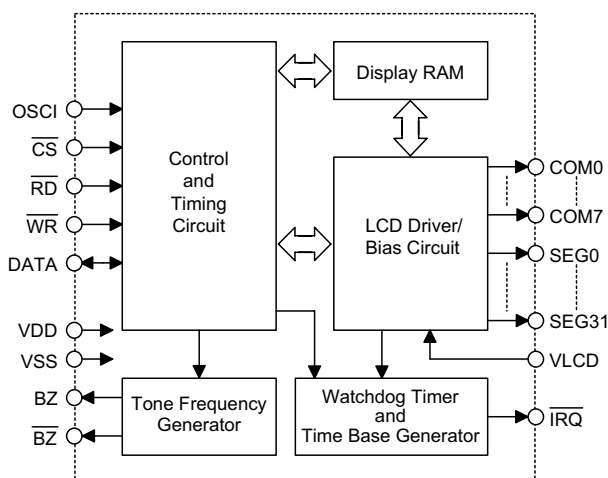 Display RAM
OSCI
CS
RD
WR
DATA
VDD
VSS
BZ
BZ
Control
and
Timing
Circuit
LCD Driver/
Bias Circuit
COM0
COM7
SEG0
SEG31
VLCD
IRQ
Tone Frequency
Generator
Watchdog Timer
and
Time Base Generator